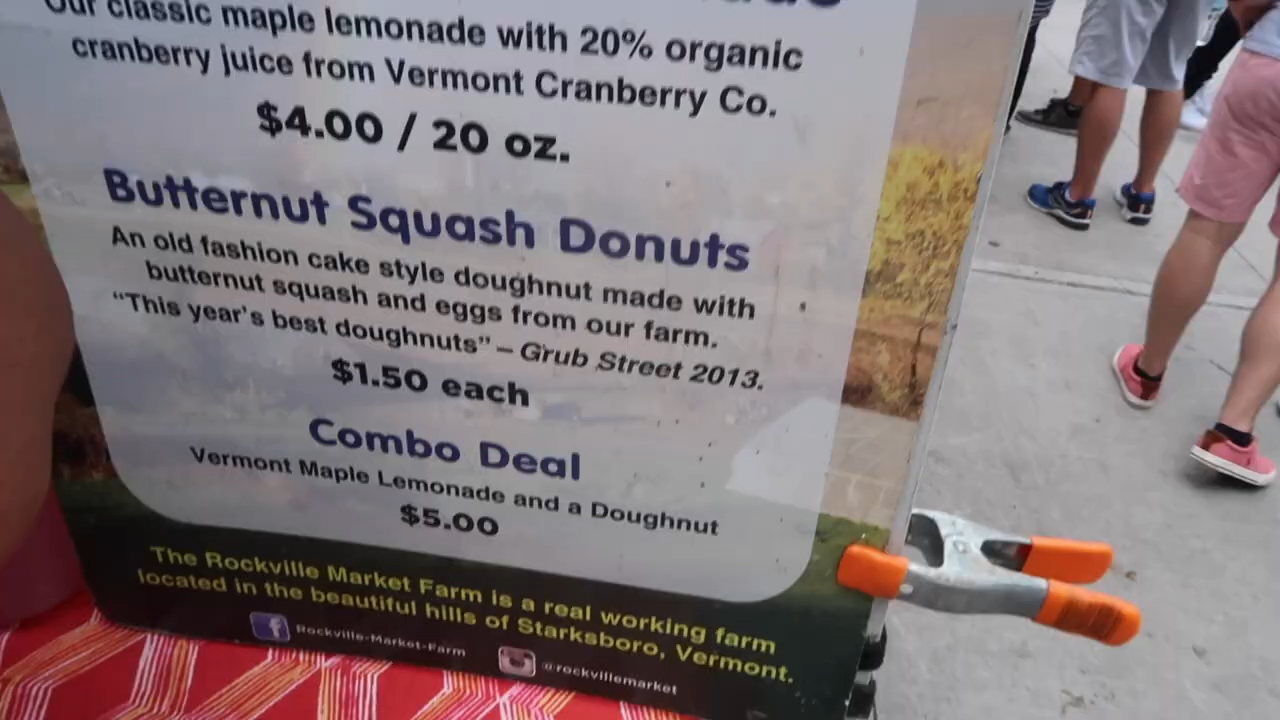 Our classic maple lemonade with 20% organic
cranberry juice from Vermont Cranberry Co.
$4.00 / 20 oz.
Butternut Squash Donuts
An old fashion cake style doughnut made with
butternut squash and eggs from our farm.
“This year’s best doughnuts” – Grub Street 2013.
$1.50 each
Combo Deal
Vermont Maple Lemonade and a Doughnut
$5.00
The Rockville Market Farm is a real working farm
located in the beautiful hills of Starksboro, Vermont.
f Rockville-Market-Farm @rockvillemarket